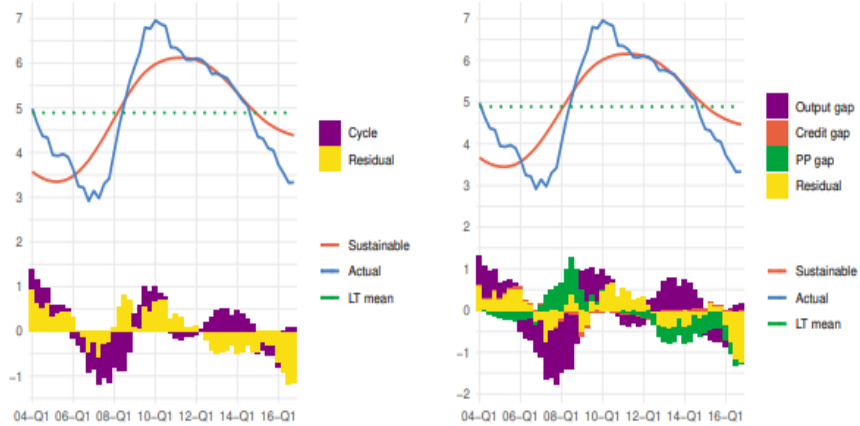 7
6
5
4
3
2
1
0
−1
04−Q1 06−Q1 08−Q1 10−Q1 12−Q1 14−Q1 16−Q1
Cycle
Residual
Sustainable
Actual
LT mean
7
6
5
4
3
2
1
0
−1
−2
04−Q1 06−Q1 08−Q1 10−Q1 12−Q1 14−Q1 16−Q1
Output gap
Credit gap
PP gap
Residual
Sustainable
Actual
LT mean